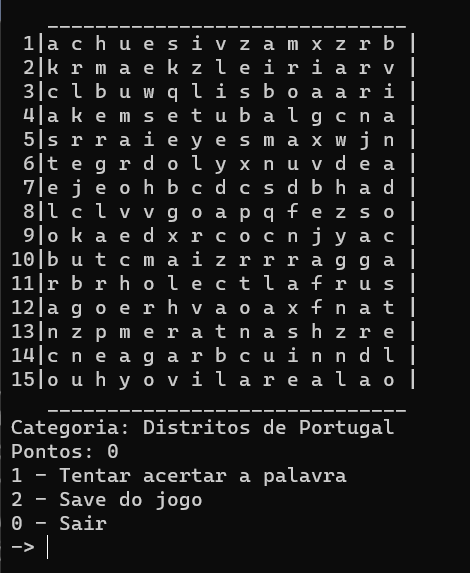 1|a c h u e s i v z a m x z r b |
2|k r m a e k z l e i r i a r v |
3|c l b u w q l i s b o a a r i |
4|a k e m s e t u b a l g c n a |
5|s r r a i e y e s m a x w j n |
6|t e g r d o l y x n u v d e a |
7|e j e o h b c d c s d b h a d |
8|l c l v v g o a p q f e z s o |
9|o k a e d x r c o c n j y a c |
10|b u t c m a i z r r r a g g a |
11|r b r h o l e c t l a f r u s |
12|a g o e r h v a o a x f n a t |
13|n z p m e r a t n a s h z r e |
14|c n e a g a r b c u i n n d l |
15|o u h y o v i l a r e a l a o |
Categoria: Distritos de Portugal
Pontos: 0
1 - Tentar acertar a palavra
2 - Save do jogo
0 - Sair
->